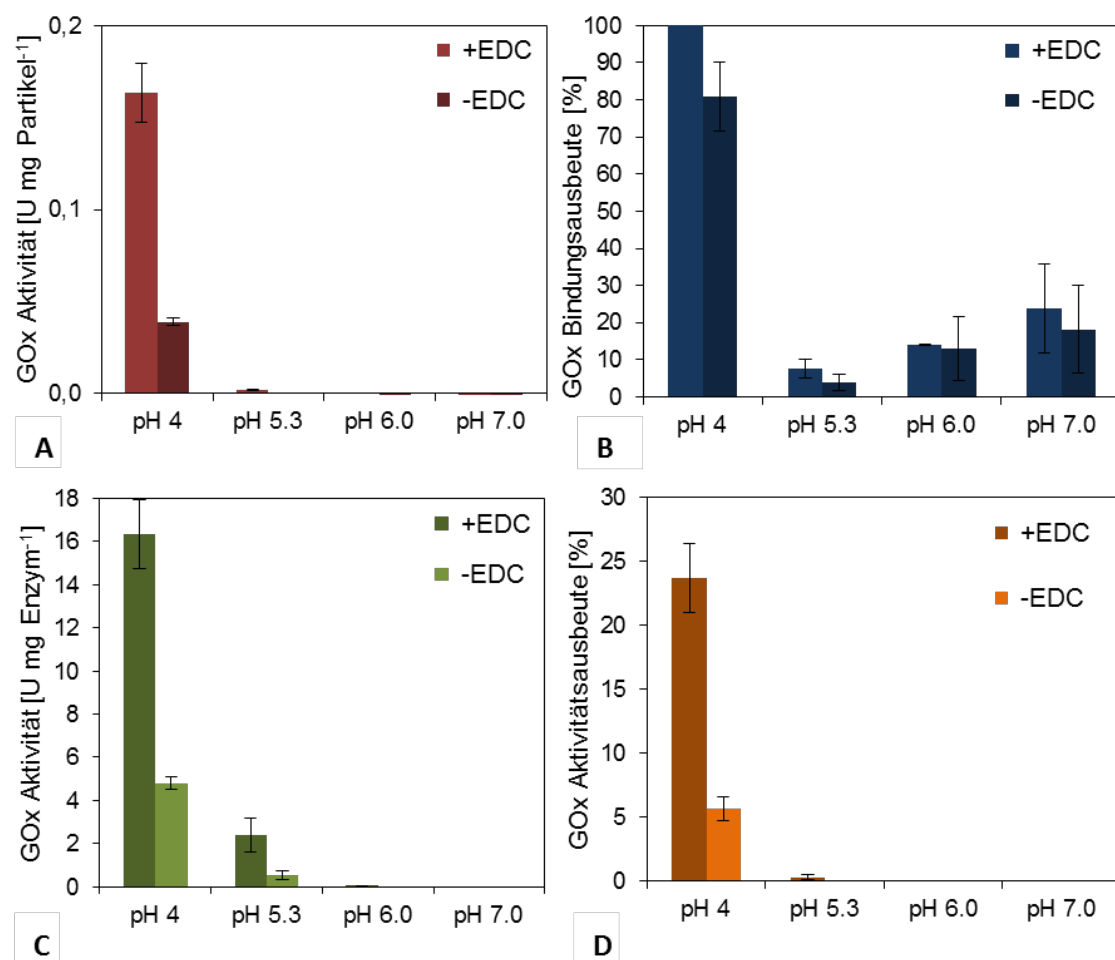 GOx Aktivität [U mg Partikel-1]
0,2
0,1
0,0
+EDC
-EDC
pH 4
pH 5.3
pH 6.0
pH 7.0
A
GOx Bindungsausbeute [%]
100
90
80
70
60
50
40
30
20
10
0
+EDC
-EDC
pH 4
pH 5.3
pH 6.0
pH 7.0
B
GOx Aktivität [U mg Enzym-1]
18
16
14
12
10
8
6
4
2
0
+EDC
-EDC
pH 4
pH 5.3
pH 6.0
pH 7.0
C
GOx Aktivitätsausbeute [%]
30
25
20
15
10
5
0
+EDC
-EDC
pH 4
pH 5.3
pH 6.0
pH 7.0
D